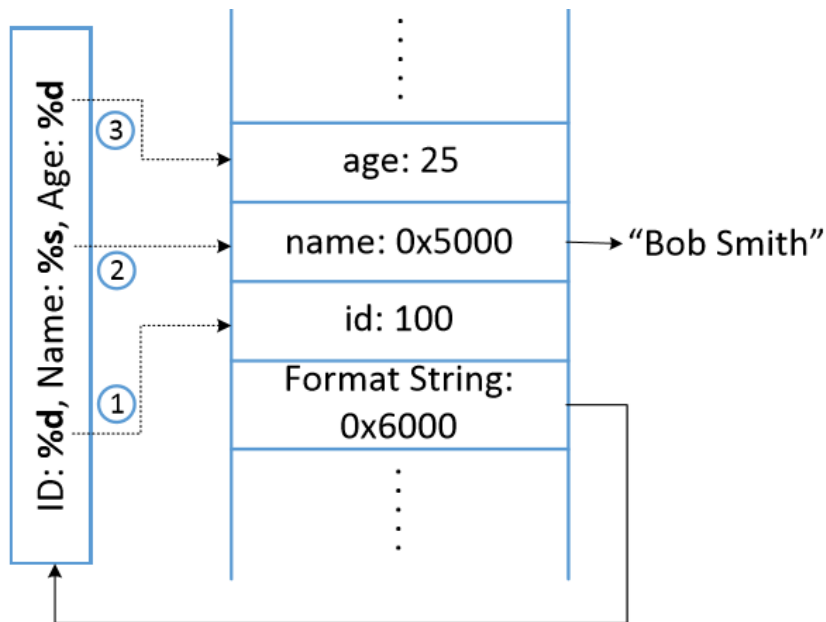 ID: %d, Name: %s, Age: %d
3
2
1
age: 25
name: 0x5000
id: 100
Format String:
0x6000
“Bob Smith”